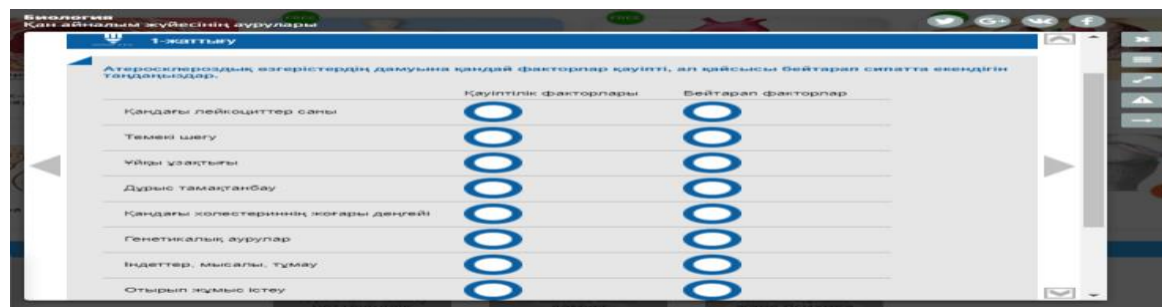 Биология
Қан айналым жүйесінің аурулары
1-жаттығу
Атеросклероздық өзгерістердің дамуына қандай факторлар қауіпті, ал қайсысы бейтарап сипатта екендігін
таңдаңыздар.
Қауіптілік факторлары Бейтарап факторлар
Қандағы лейкоциттер саны
Темекі шегу
Ұйқы ұзақтығы
Дұрыс тамақтанбау
Қандағы холестериннің жоғары деңгейі
Генетикалық аурулар
Індеттер, мысалы, тұмау
Отырып жұмыс істеу